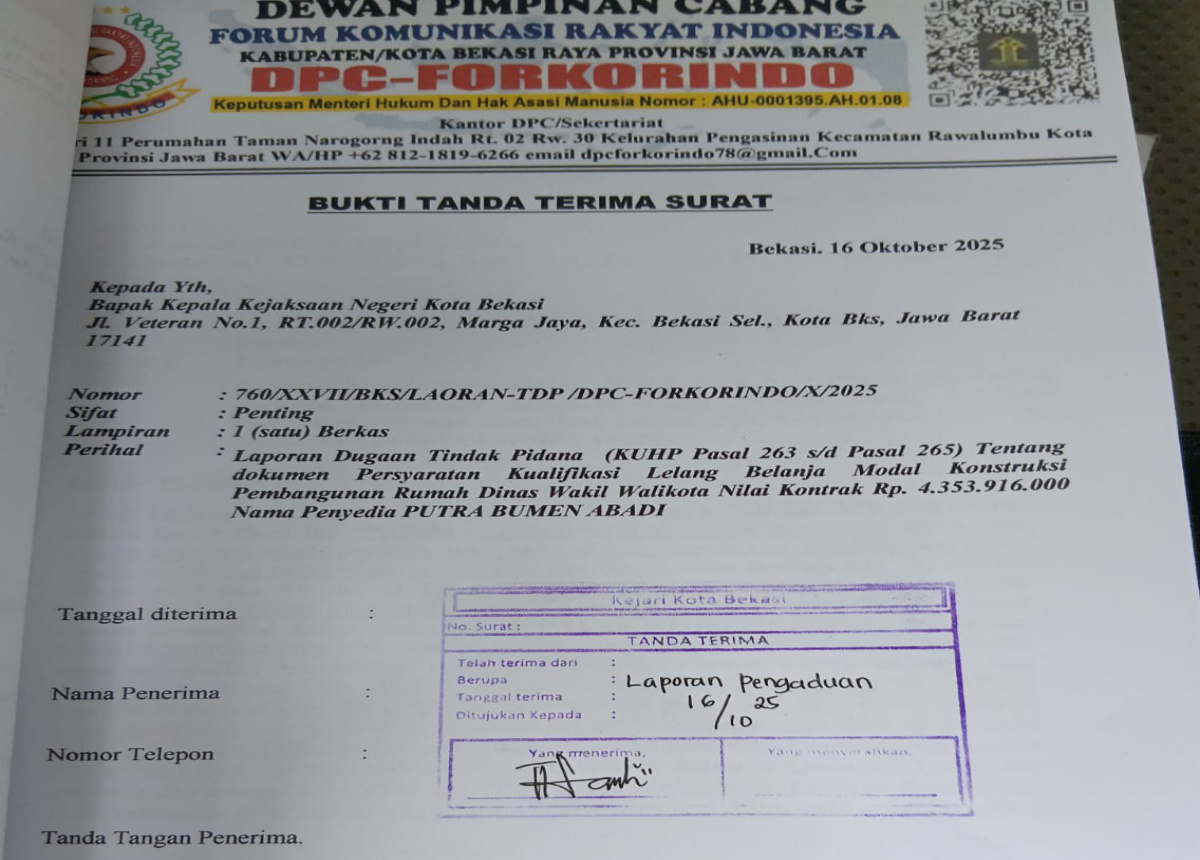 DEWAN PIMPINAN CABANG
FORUM KOMUNIKASI RAKYAT INDONESIA
KABUPATEN/KOTA BEKASI RAYA PROVINSI JAWA BARAT
DPC-FORKORINDO
Keputusan Menteri Hukum Dan Hak Asasi Manusia Nomor : AHU-0001395.AH.01.08
Kantor DPC/Sekertariat
ri 11 Perumahan Taman Narogorng Indah Rt. 02 Rw. 30 Kelurahan Pengasinan Kecamatan Rawalumbu Kota
Provinsi Jawa Barat WA/HP +62 812-1819-6266 email dpcforkorindo78@gmail.Com
BUKTI TANDA TERIMA SURAT
Bekasi. 16 Oktober 2025
Kepada Yth,
Bapak Kepala Kejaksaan Negeri Kota Bekasi
Jl. Veteran No.1, RT.002/RW.002, Marga Jaya, Kec. Bekasi Sel., Kota Bks, Jawa Barat
17141
Nomor : 760/XXVII/BKS/LAORAN-TDP /DPC-FORKORINDO/X/2025
Sifat : Penting
Lampiran : 1 (satu) Berkas
Perihal : Laporan Dugaan Tindak Pidana (KUHP Pasal 263 s/d Pasal 265) Tentang
dokumen Persyaratan Kualifikasi Lelang Belanja Modal Konstruksi
Pembangunan Rumah Dinas Wakil Walikota Nilai Kontrak Rp. 4.353.916.000
Nama Penyedia PUTRA BUMEN ABADI
Tanggal diterima :
Nama Penerima :
Nomor Telepon :
Tanda Tangan Penerima.
Kejari Kota Bekasi
No. Surat :
TANDA TERIMA
Telah terima dari :
Berupa : Laporan Pengaduan
Tanggal terima : 16/10 25
Ditujukan Kepada :
Yang menerima, Yang menyerahkan,